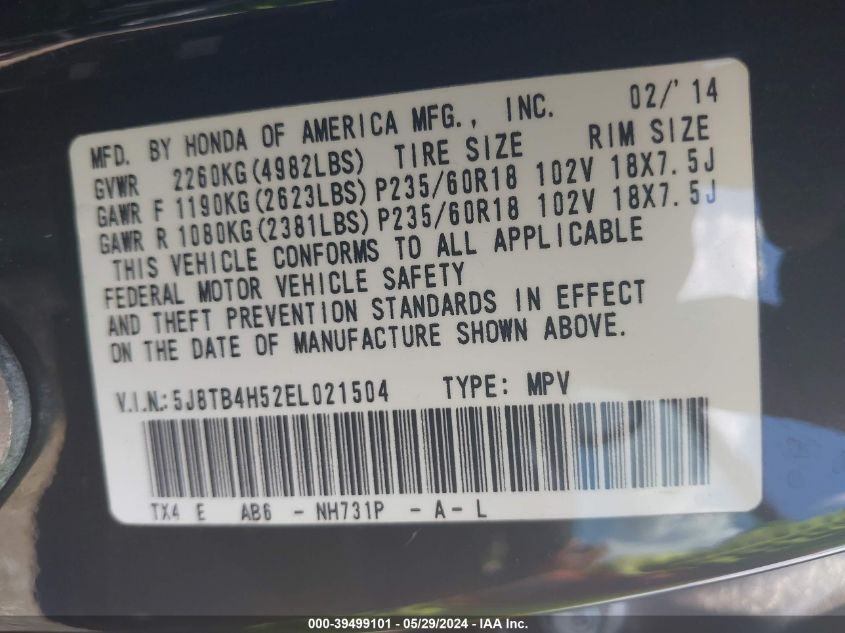 MFD. BY HONDA OF AMERICA MFG., INC. 02/'14
GVWR 2260KG(4982LBS) TIRE SIZE RIM SIZE
GAWR F 1190KG(2623LBS) P235/60R18 102V 18X7.5J
GAWR R 1080KG(2381LBS) P235/60R18 102V 18X7.5J
THIS VEHICLE CONFORMS TO ALL APPLICABLE
FEDERAL MOTOR VEHICLE SAFETY
AND THEFT PREVENTION STANDARDS IN EFFECT
ON THE DATE OF MANUFACTURE SHOWN ABOVE.
V.I.N.: 5J8TB4H52EL021504 TYPE: MPV
TX4 E AB6 - NH731P - A - L
000-39499101 - 05/29/2024 - IAA Inc.